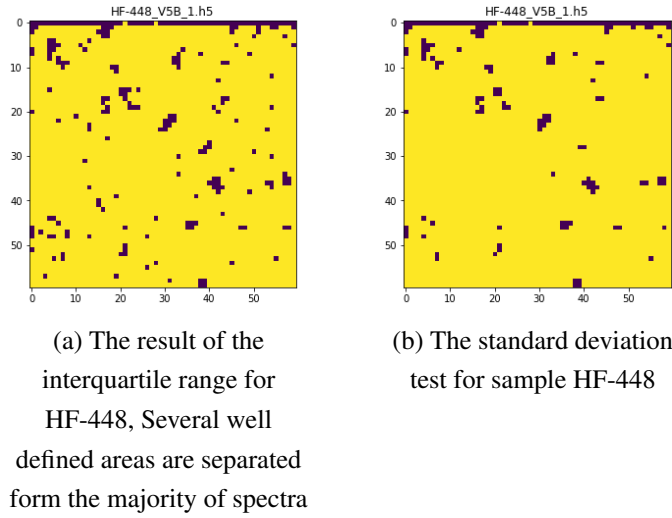 HF-448_V5B_1.h5
0
10
20
30
40
50
0 10 20 30 40 50
(a) The result of the
interquartile range for
HF-448, Several well
defined areas are separated
form the majority of spectra
HF-448_V5B_1.h5
0
10
20
30
40
50
0 10 20 30 40 50
(b) The standard deviation
test for sample HF-448